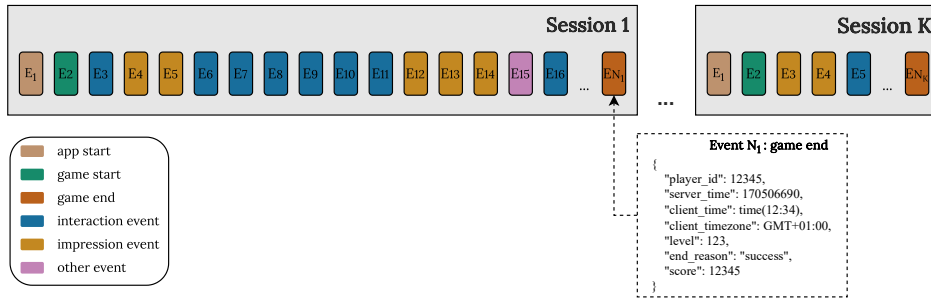 Session 1
Session K
E1 E2 E3 E4 E5 E6 E7 E8 E9 E10 E11 E12 E13 E14 E15 E16 ... EN1
...
E1 E2 E3 E4 E5 ... ENK
app start
game start
game end
interaction event
impression event
other event
Event N1: game end
{
"player_id": 12345,
"server_time": 170506690,
"client_time": time(12:34),
"client_timezone": GMT+01:00,
"level": 123,
"end_reason": "success",
"score": 12345
}